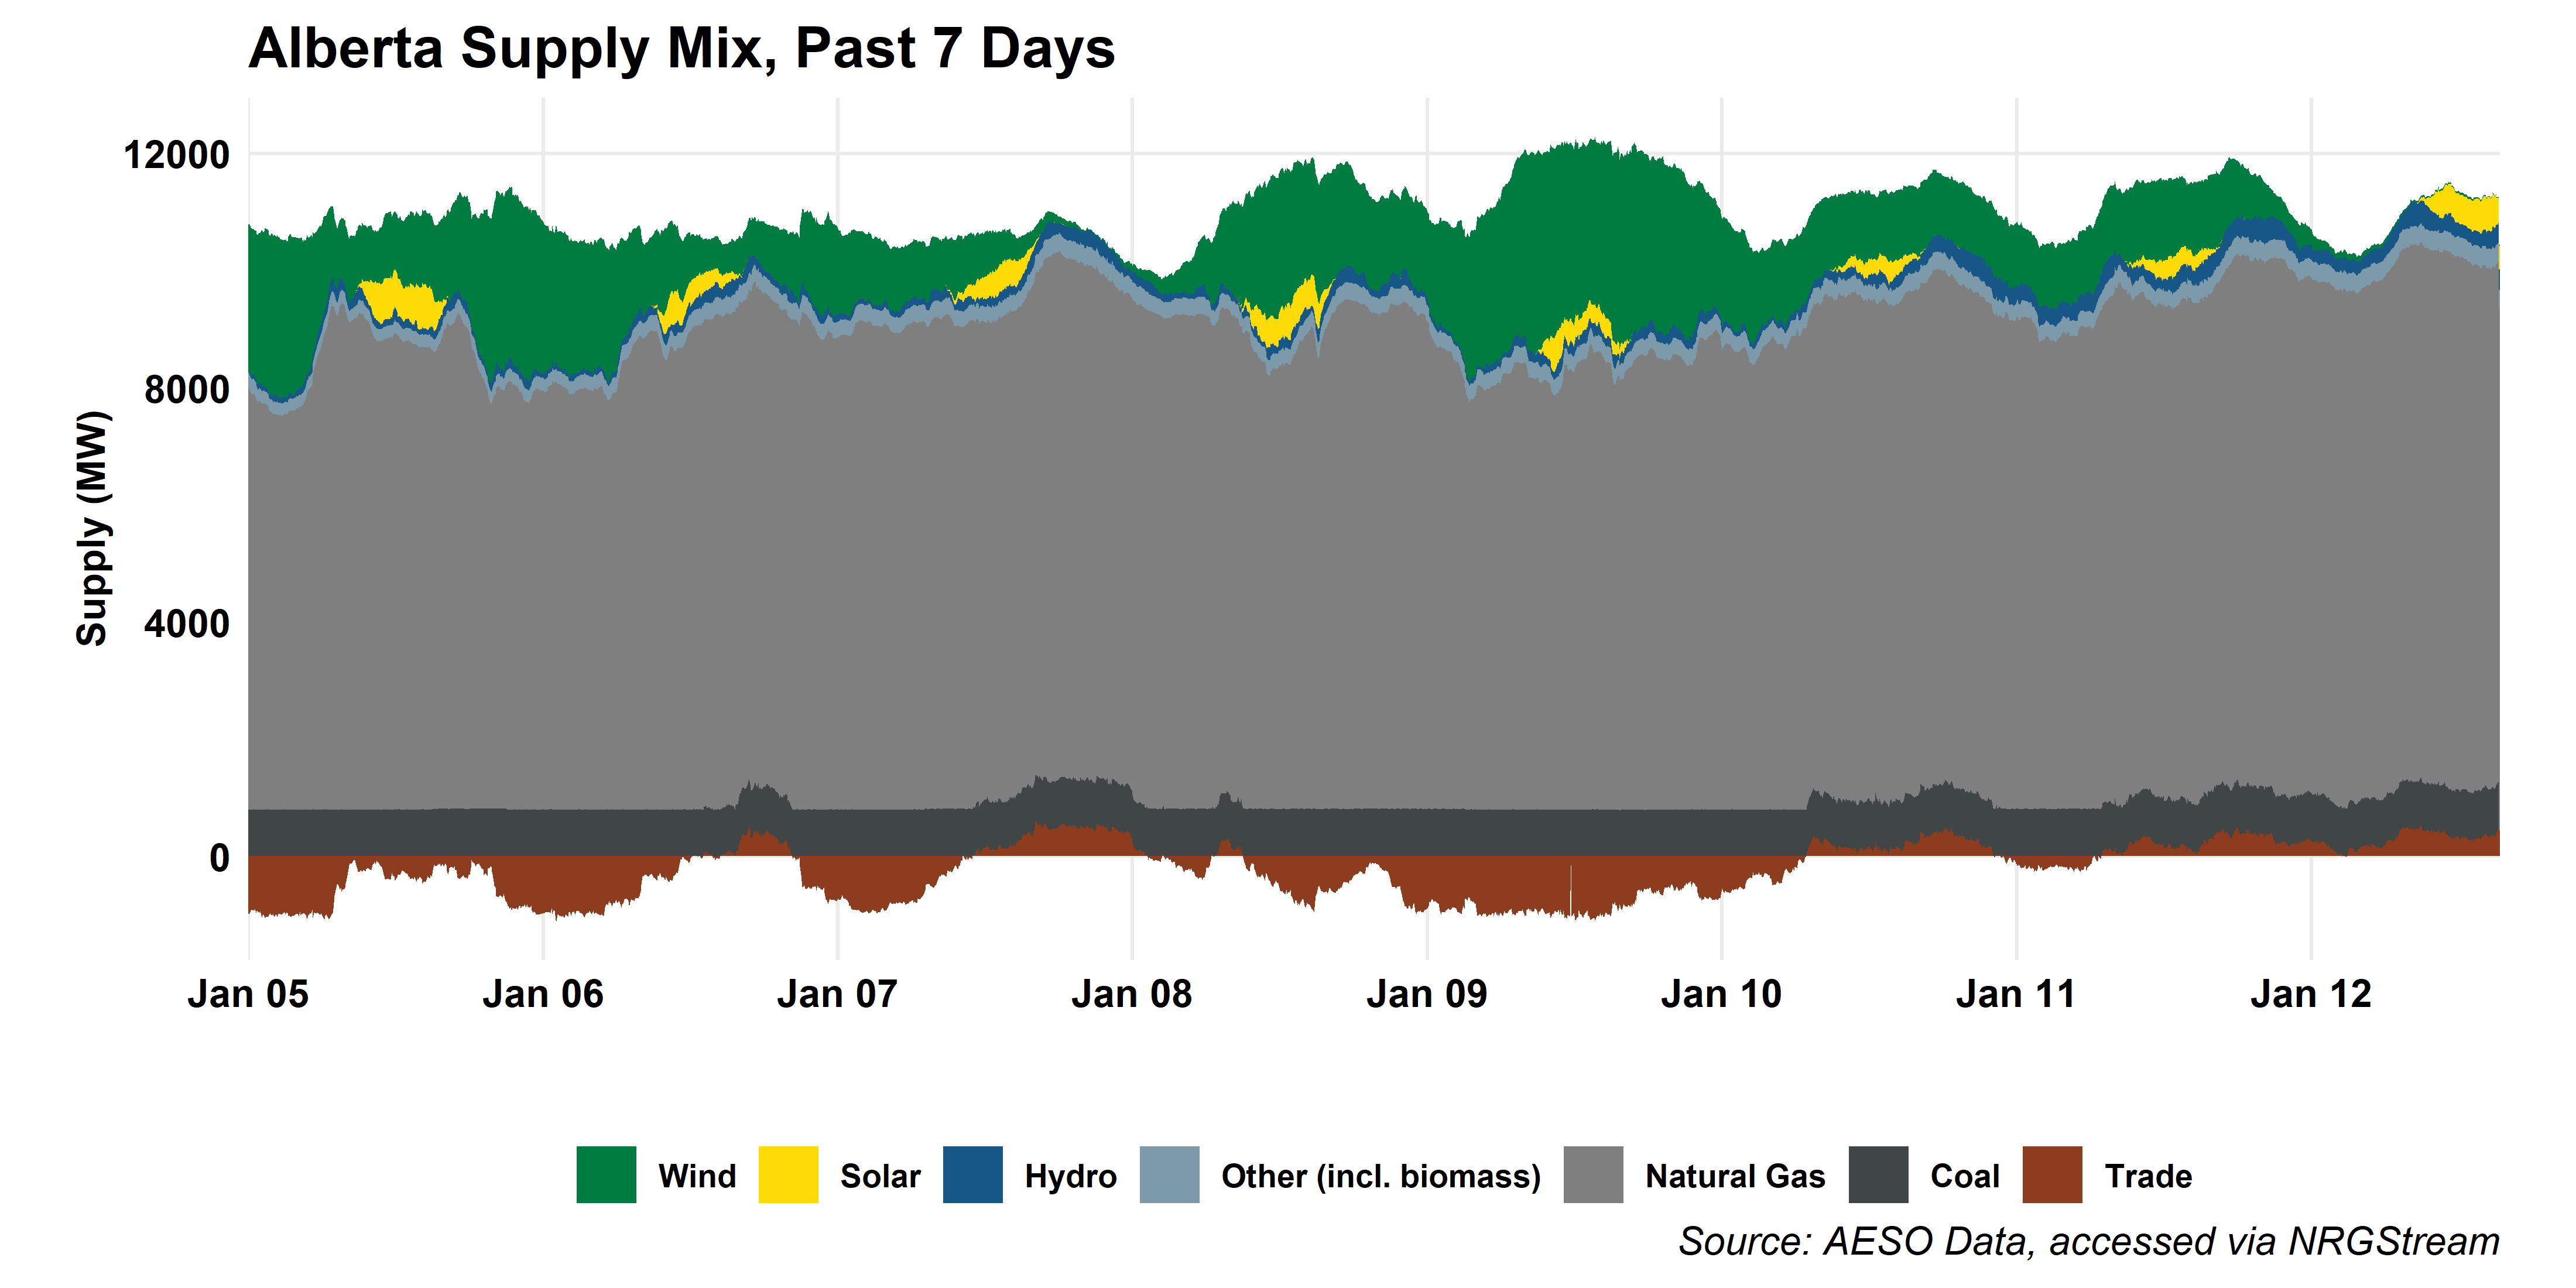 Alberta Supply Mix, Past 7 Days
12000
8000
4000
0
Supply (MW)
Jan 05 Jan 06 Jan 07 Jan 08 Jan 09 Jan 10 Jan 11 Jan 12
Wind Solar Hydro Other (incl. biomass) Natural Gas Coal Trade
Source: AESO Data, accessed via NRGStream